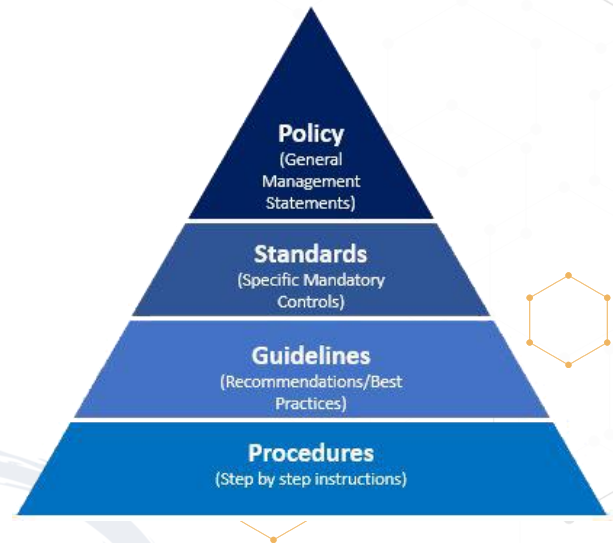 Policy
(General
Management
Statements)
Standards
(Specific Mandatory
Controls)
Guidelines
(Recommendations/Best
Practices)
Procedures
(Step by step instructions)